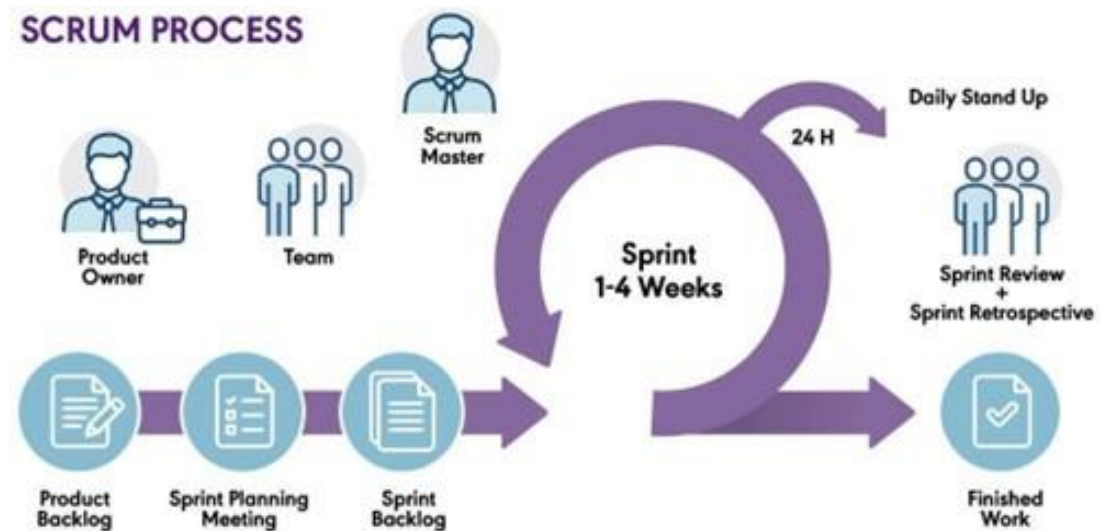 SCRUM PROCESS
Scrum
Master
Product
Owner
Team
Daily Stand Up
24 H
Sprint
1-4 Weeks
Sprint Review
+
Sprint Retrospective
Product
Backlog
Sprint Planning
Meeting
Sprint
Backlog
Finished
Work